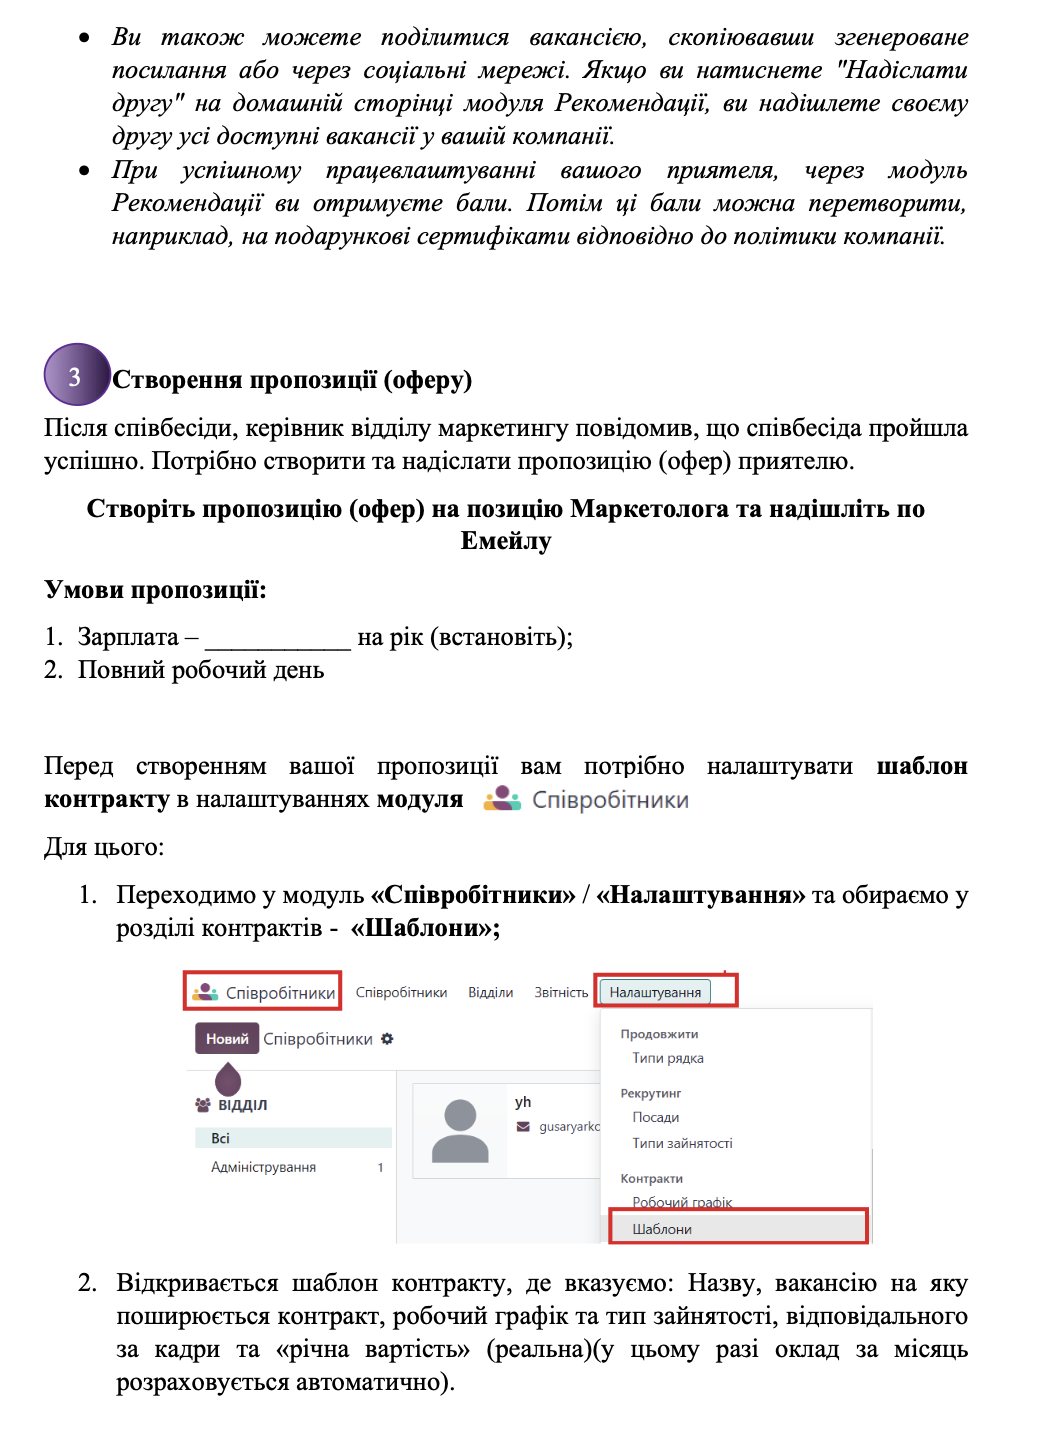 • Ви також можете поділитися вакансією, скопіювавши згенероване
посилання або через соціальні мережі. Якщо ви натиснете "Надіслати
другу" на домашній сторінці модуля Рекомендації, ви надішлете своєму
другу усі доступні вакансії у вашій компанії.
• При успішному працевлаштуванні вашого приятеля, через модуль
Рекомендації ви отримуєте бали. Потім ці бали можна перетворити,
наприклад, на подарункові сертифікати відповідно до політики компанії.
3 Створення пропозиції (оферу)
Після співбесіди, керівник відділу маркетингу повідомив, що співбесіда пройшла
успішно. Потрібно створити та надіслати пропозицію (офер) приятелю.
Створіть пропозицію (офер) на позицію Маркетолога та надішліть по
Емейлу
Умови пропозиції:
1. Зарплата – ___________ на рік (встановіть);
2. Повний робочий день
Перед створенням вашої пропозиції вам потрібно налаштувати шаблон
контракту в налаштуваннях модуля Співробітники
Для цього:
1. Переходимо у модуль «Співробітники» / «Налаштування» та обираємо у
розділі контрактів - «Шаблони»;
Співробітники Співробітники Відділи Звітність Налаштування
Новий Співробітники
Продовжити
Типи рядка
Рекрутинг
ВІДДІЛ
yh
Посади
gusaryarko
Всі
Типи зайнятості
Адміністрування 1
Контракти
Робочий графік
Шаблони
2. Відкривається шаблон контракту, де вказуємо: Назву, вакансію на яку
поширюється контракт, робочий графік та тип зайнятості, відповідального
за кадри та «річна вартість» (реальна)(у цьому разі оклад за місяць
розраховується автоматично).